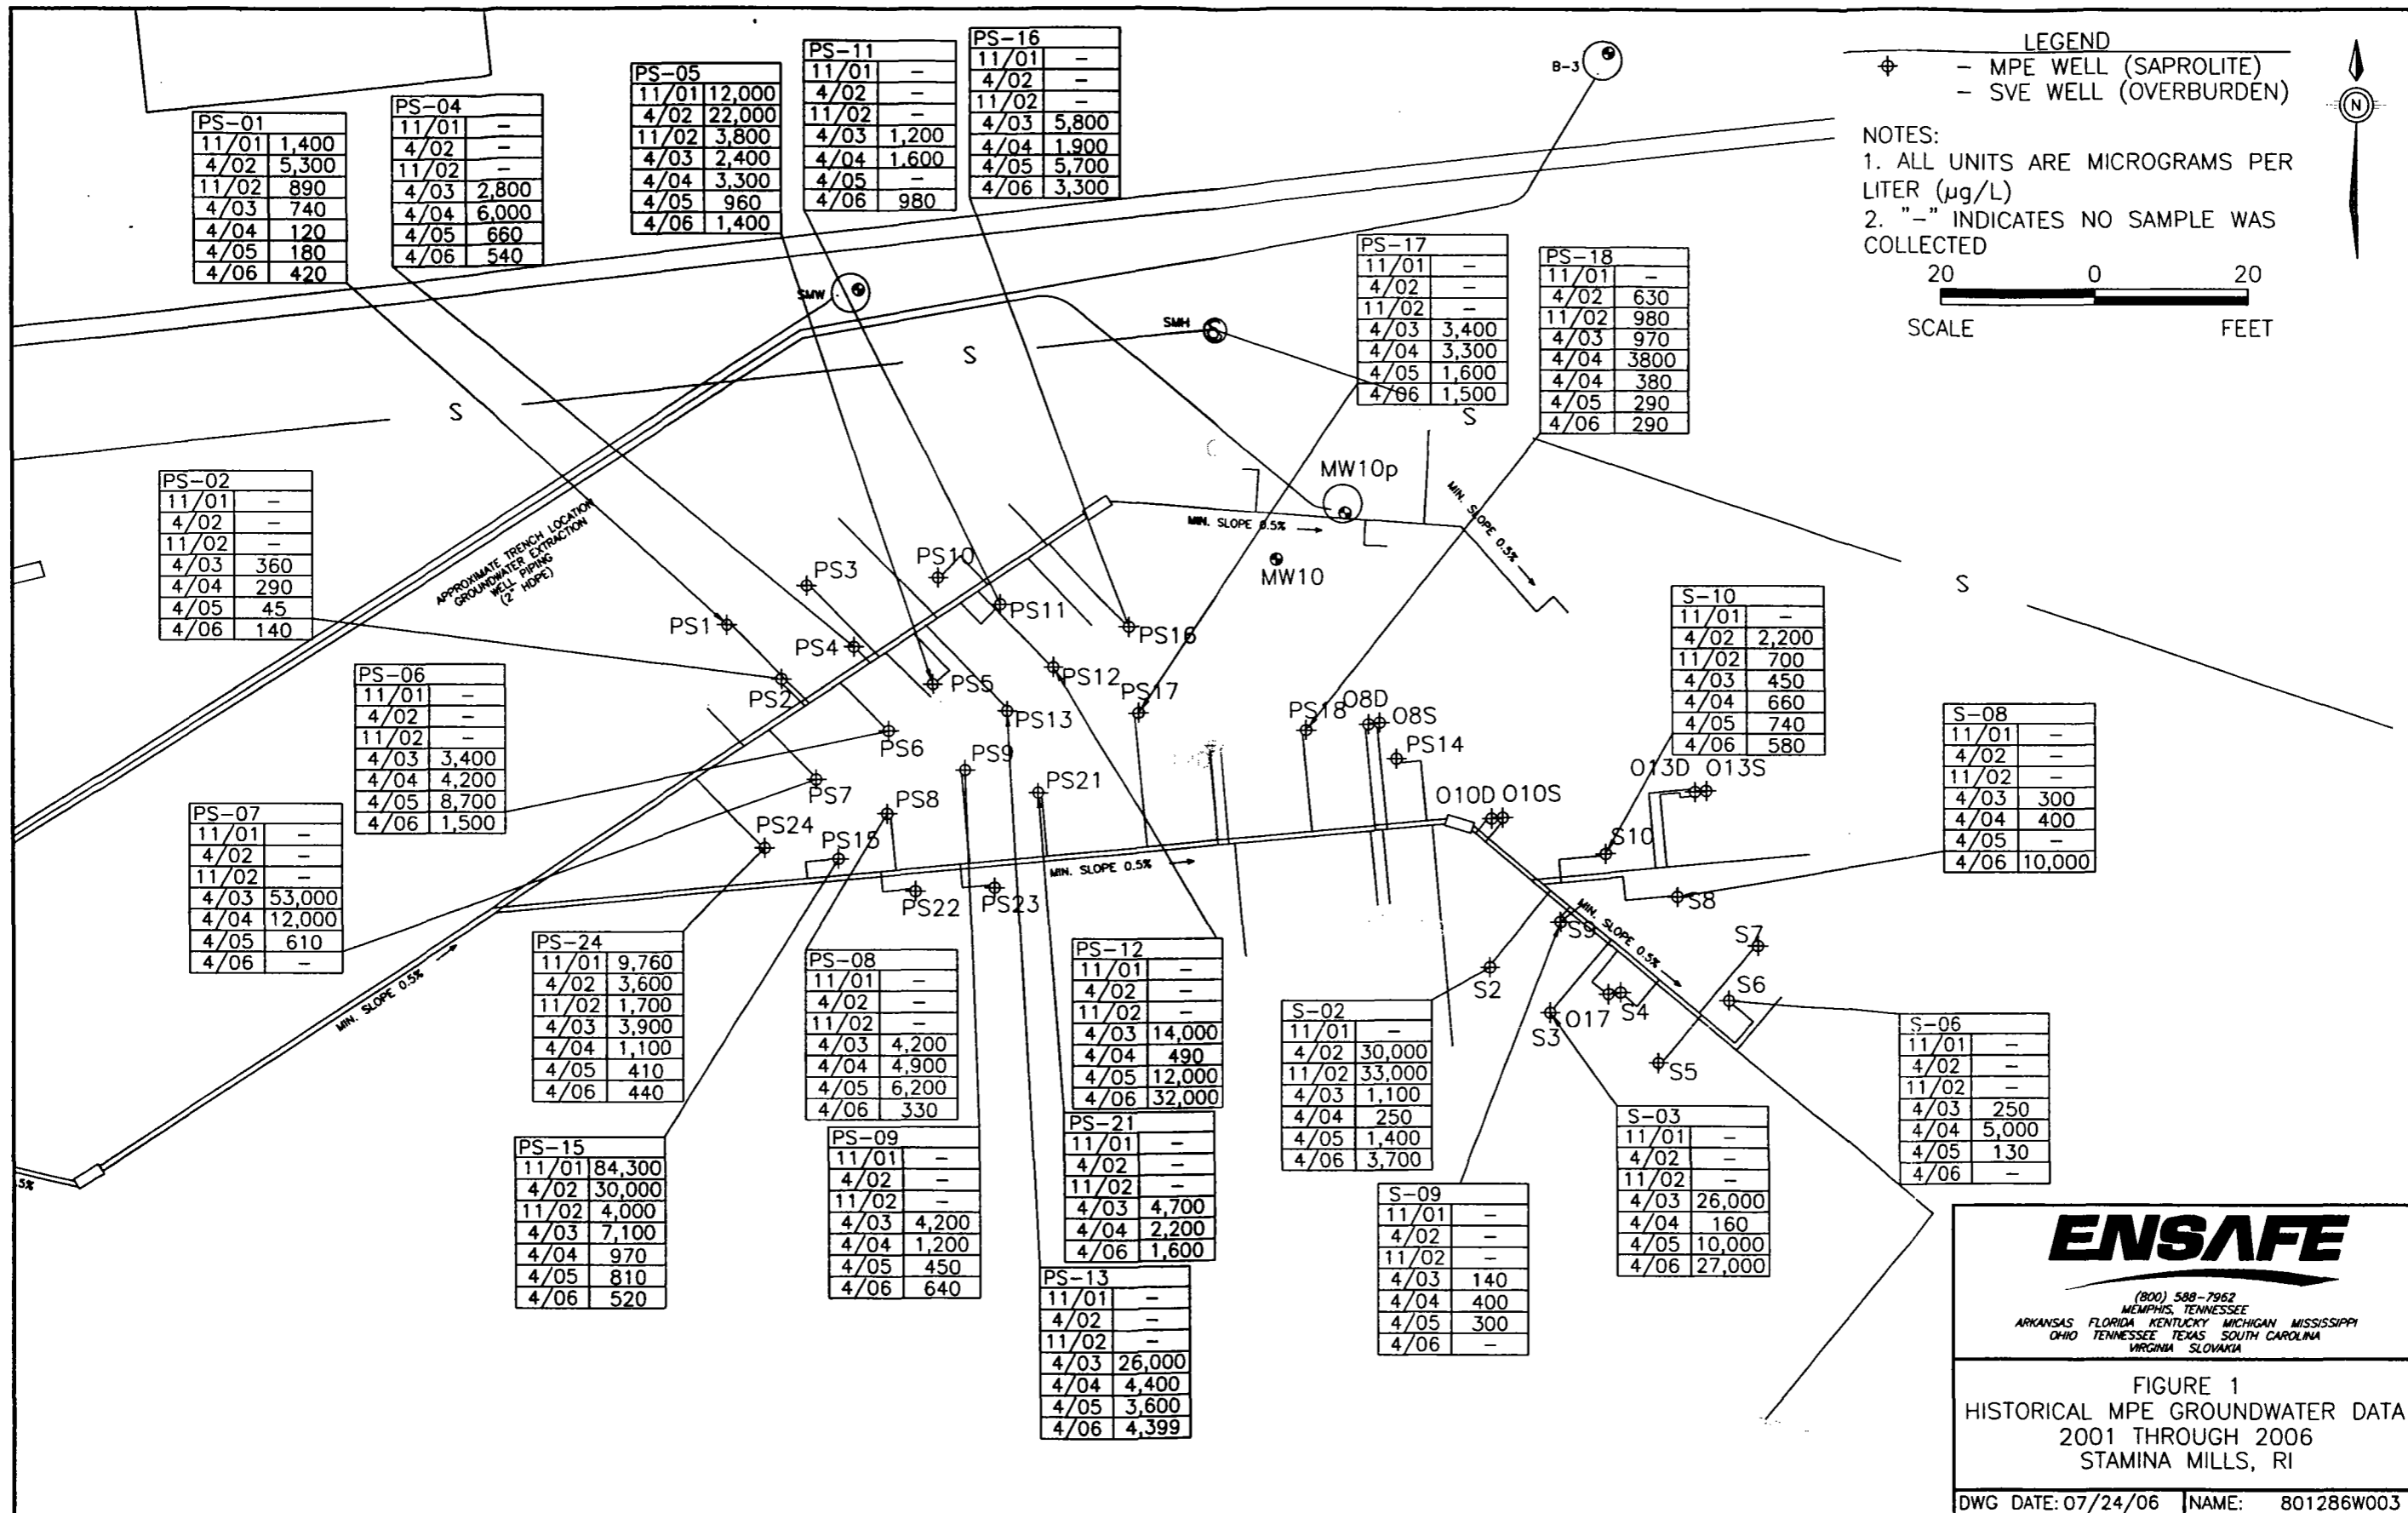 PS-01
11/01 1,400
4/02 5,300
11/02 890
4/03 740
4/04 120
4/05 180
4/06 420
PS-04
11/01 -
4/02 -
11/02 -
4/03 2,800
4/04 6,000
4/05 660
4/06 540
PS-05
11/01 12,000
4/02 22,000
11/02 3,800
4/03 2,400
4/04 3,300
4/05 960
4/06 1,400
PS-11
11/01 -
4/02 -
11/02 -
4/03 1,200
4/04 1.600
4/05 -
4/06 980
PS-16
11/01 -
4/02 -
11/02 -
4/03 5,800
4/04 1.900
4/05 5,700
4/06 3,300
B-3
LEGEND
- MPE WELL (SAPROLITE)
- SVE WELL (OVERBURDEN)
N
NOTES:
1. ALL UNITS ARE MICROGRAMS PER
LITER (µg/L)
2. "-" INDICATES NO SAMPLE WAS
COLLECTED
20 0 20
SCALE FEET
PS-17
11/01 -
4/02 -
11/02 -
4/03 3,400
4/04 3,300
4/05 1,600
4/06 1,500
PS-18
11/01 -
4/02 630
11/02 980
4/03 970
4/04 3800
4/04 380
4/05 290
4/06 290
SMW
SMH
S
S
S
S
PS-02
11/01 -
4/02 -
11/02 -
4/03 360
4/04 290
4/05 45
4/06 140
APPROXIMATE TRENCH LOCATION
GROUNDWATER EXTRACTION
WELL PIPING
(2" HDPE)
MW10p
MIN. SLOPE 0.5%
MIN. SLOPE 0.5%
MW10
PS3
PS10
PS1
PS4
PS11
PS16
PS2
PS5
PS12
PS17
PS13
PS6
PS9
PS18
O8D
O8S
PS14
PS7
PS8
PS21
PS24
PS15
PS22
PS23
MIN. SLOPE 0.5%
O10D O10S
O13D O13S
S10
S8
S9
MIN. SLOPE 0.5%
S7
S2
S6
S3
O17
S4
S5
S-10
11/01 -
4/02 2,200
11/02 700
4/03 450
4/04 660
4/05 740
4/06 580
S-08
11/01 -
4/02 -
11/02 -
4/03 300
4/04 400
4/05 -
4/06 10,000
PS-06
11/01 -
4/02 -
11/02 -
4/03 3,400
4/04 4,200
4/05 8,700
4/06 1,500
PS-07
11/01 -
4/02 -
11/02 -
4/03 53,000
4/04 12,000
4/05 610
4/06 -
MIN. SLOPE 0.5%
.5%
PS-24
11/01 9,760
4/02 3,600
11/02 1,700
4/03 3,900
4/04 1,100
4/05 410
4/06 440
PS-08
11/01 -
4/02 -
11/02 -
4/03 4,200
4/04 4,900
4/05 6,200
4/06 330
PS-12
11/01 -
4/02 -
11/02 -
4/03 14,000
4/04 490
4/05 12,000
4/06 32,000
S-02
11/01 -
4/02 30,000
11/02 33,000
4/03 1,100
4/04 250
4/05 1,400
4/06 3,700
S-06
11/01 -
4/02 -
11/02 -
4/03 250
4/04 5,000
4/05 130
4/06 -
PS-15
11/01 84,300
4/02 30,000
11/02 4,000
4/03 7,100
4/04 970
4/05 810
4/06 520
PS-09
11/01 -
4/02 -
11/02 -
4/03 4,200
4/04 1,200
4/05 450
4/06 640
PS-21
11/01 -
4/02 -
11/02 -
4/03 4,700
4/04 2,200
4/06 1,600
S-03
11/01 -
4/02 -
11/02 -
4/03 26,000
4/04 160
4/05 10,000
4/06 27,000
S-09
11/01 -
4/02 -
11/02 -
4/03 140
4/04 400
4/05 300
4/06 -
PS-13
11/01 -
4/02 -
11/02 -
4/03 26,000
4/04 4,400
4/05 3,600
4/06 4,399
ENSAFE
(800) 588-7962
MEMPHIS, TENNESSEE
ARKANSAS FLORIDA KENTUCKY MICHIGAN MISSISSIPPI
OHIO TENNESSEE TEXAS SOUTH CAROLINA
VIRGINIA SLOVAKIA
FIGURE 1
HISTORICAL MPE GROUNDWATER DATA
2001 THROUGH 2006
STAMINA MILLS, RI
DWG DATE: 07/24/06 NAME: 801286W003